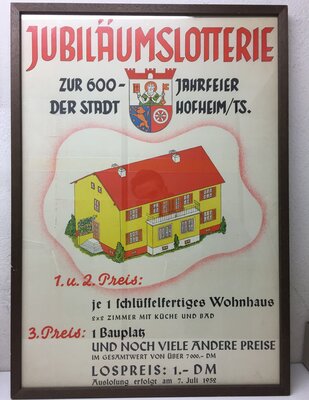 JUBILÄUMSLOTTERIE
ZUR 600- JAHRFEIER
DER STADT HOFHEIM/TS.
1. u. 2. Preis:
je 1 schlüsselfertiges Wohnhaus
2x2 ZIMMER MIT KÜCHE UND BAD
3. Preis: 1 Bauplatz
UND NOCH VIELE ANDERE PREISE
IM GESAMTWERT VON ÜBER 7000.- DM
LOSPREIS: 1.- DM
Auslosung erfolgt am 7. Juli 1952